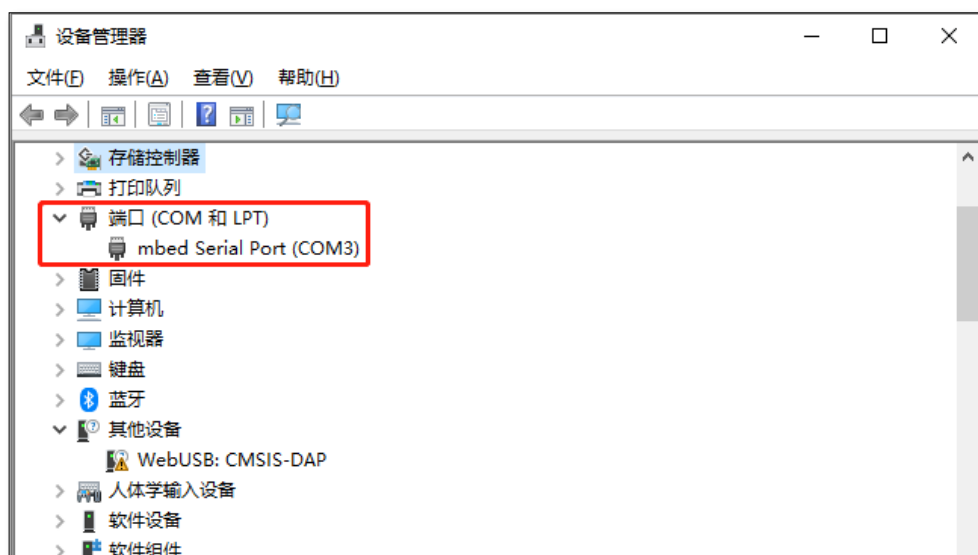 设备管理器
文件(F) 操作(A) 查看(V) 帮助(H)
存储控制器
打印队列
端口 (COM 和 LPT)
mbed Serial Port (COM3)
固件
计算机
监视器
键盘
蓝牙
其他设备
WebUSB: CMSIS-DAP
人体学输入设备
软件设备
软件组件